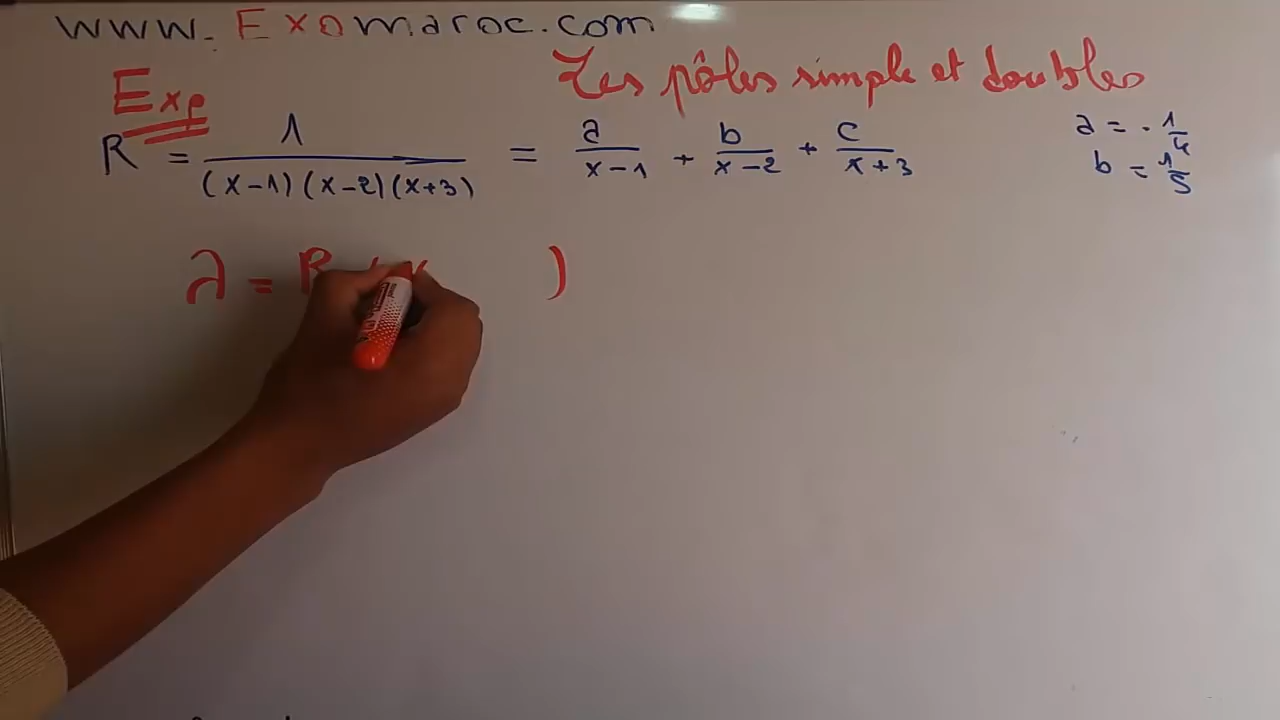 www.Exomaroc.com
Les pôles simple et doubles
Exp
R = 1/((x-1)(x-2)(x+3)) = a/(x-1) + b/(x-2) + c/(x+3)
a = -1/4
b = 1/5
λ = R (x )